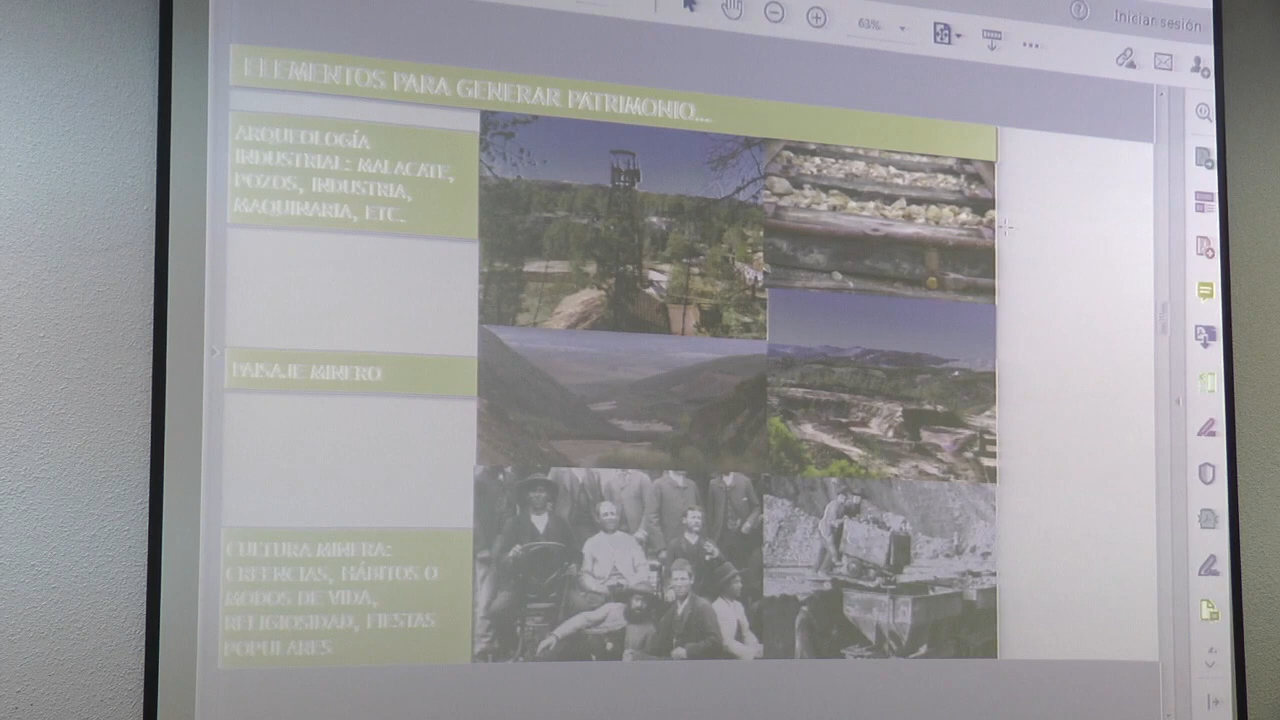 63%
Iniciar sesión
ELEMENTOS PARA GENERAR PATRIMONIO...
ARQUEOLOGÍA
INDUSTRIAL: MALACATE,
POZOS, INDUSTRIA,
MAQUINARIA, ETC.
PAISAJE MINERO
CULTURA MINERA:
CREENCIAS, HÁBITOS O
MODOS DE VIDA,
RELIGIOSIDAD, FIESTAS
POPULARES